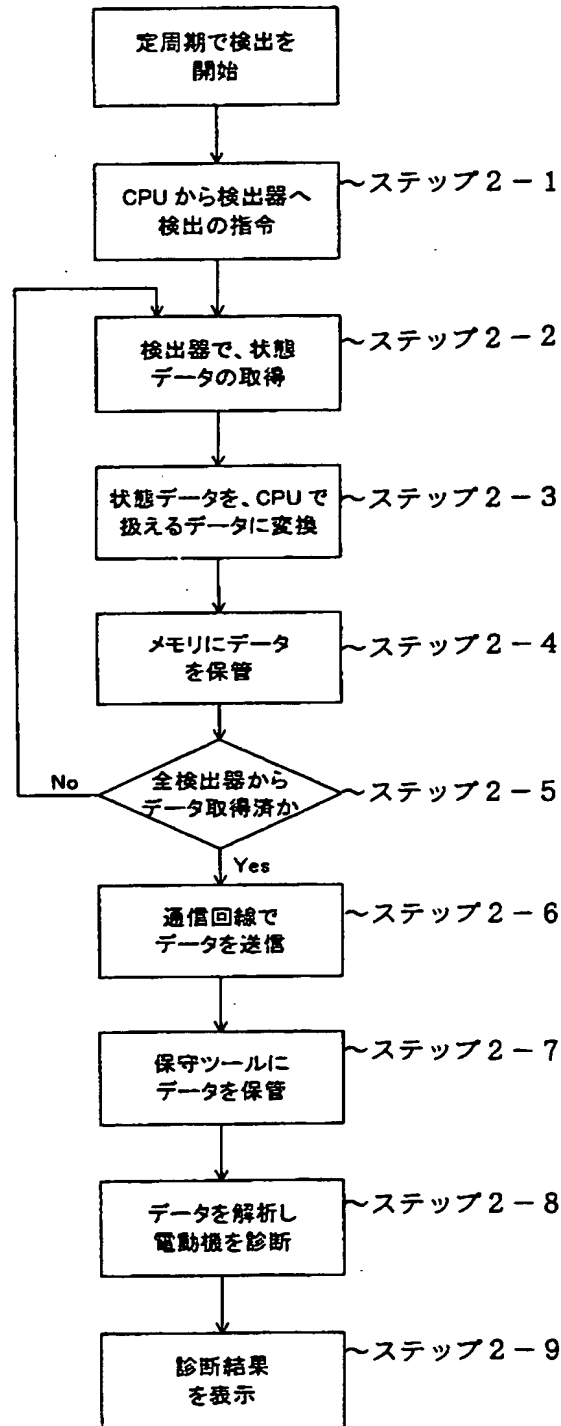 定周期で検出を
開始
CPU から検出器へ
検出の指令
～ステップ2－1
検出器で、状態
データの取得
～ステップ2－2
状態データを、CPU で
扱えるデータに変換
～ステップ2－3
メモリにデータ
を保管
～ステップ2－4
全検出器から
データ取得済か
～ステップ2－5
No
Yes
通信回線で
データを送信
～ステップ2－6
保守ツールに
データを保管
～ステップ2－7
データを解析し
電動機を診断
～ステップ2－8
診断結果
を表示
～ステップ2－9